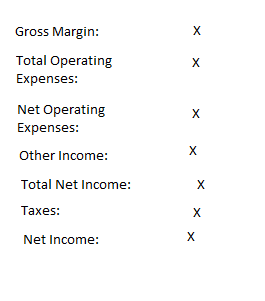 Gross Margin: X
Total Operating X
Expenses:
Net Operating X
Expenses:
Other Income: X
Total Net Income: X
Taxes: X
Net Income: X